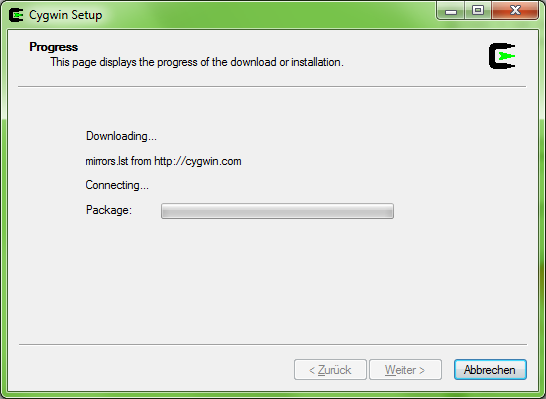 Cygwin Setup
Progress
This page displays the progress of the download or installation.
Downloading...
mirrors.lst from http://cygwin.com
Connecting...
Package:
< Zurück Weiter > Abbrechen